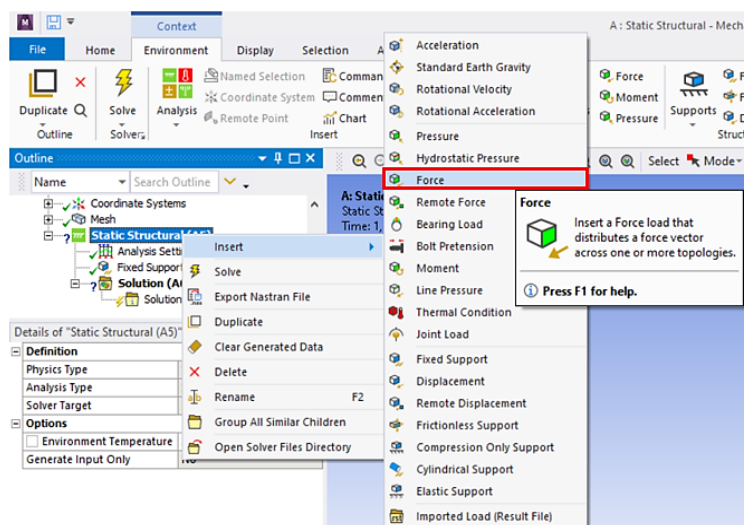 Context
A : Static Structural - Mech
File Home Environment Display Selection A
Duplicate
Solve
Analysis
Named Selection
Coordinate System
Remote Point
Comman
Commen
Chart
Outline
Solver
Insert
Force
Moment
Pressure
Supports
F
F
D
Struct
Outline
Name
Search Outline
Select Mode
Coordinate Systems
Mesh
Static Structural (A5)
Analysis Setti
Fixed Suppor
Solution (A
Solution
A: Stati
Static St
Time: 1,
Insert
Solve
Export Nastran File
Duplicate
Clear Generated Data
Delete
Rename F2
Group All Similar Children
Open Solver Files Directory
Acceleration
Standard Earth Gravity
Rotational Velocity
Rotational Acceleration
Pressure
Hydrostatic Pressure
Force
Remote Force
Bearing Load
Bolt Pretension
Moment
Line Pressure
Thermal Condition
Joint Load
Fixed Support
Displacement
Remote Displacement
Frictionless Support
Compression Only Support
Cylindrical Support
Elastic Support
Imported Load (Result File)
Force
Insert a Force load that
distributes a force vector
across one or more topologies.
Press F1 for help.
Details of "Static Structural (A5)"
Definition
Physics Type
Analysis Type
Solver Target
Options
Environment Temperature
Generate Input Only